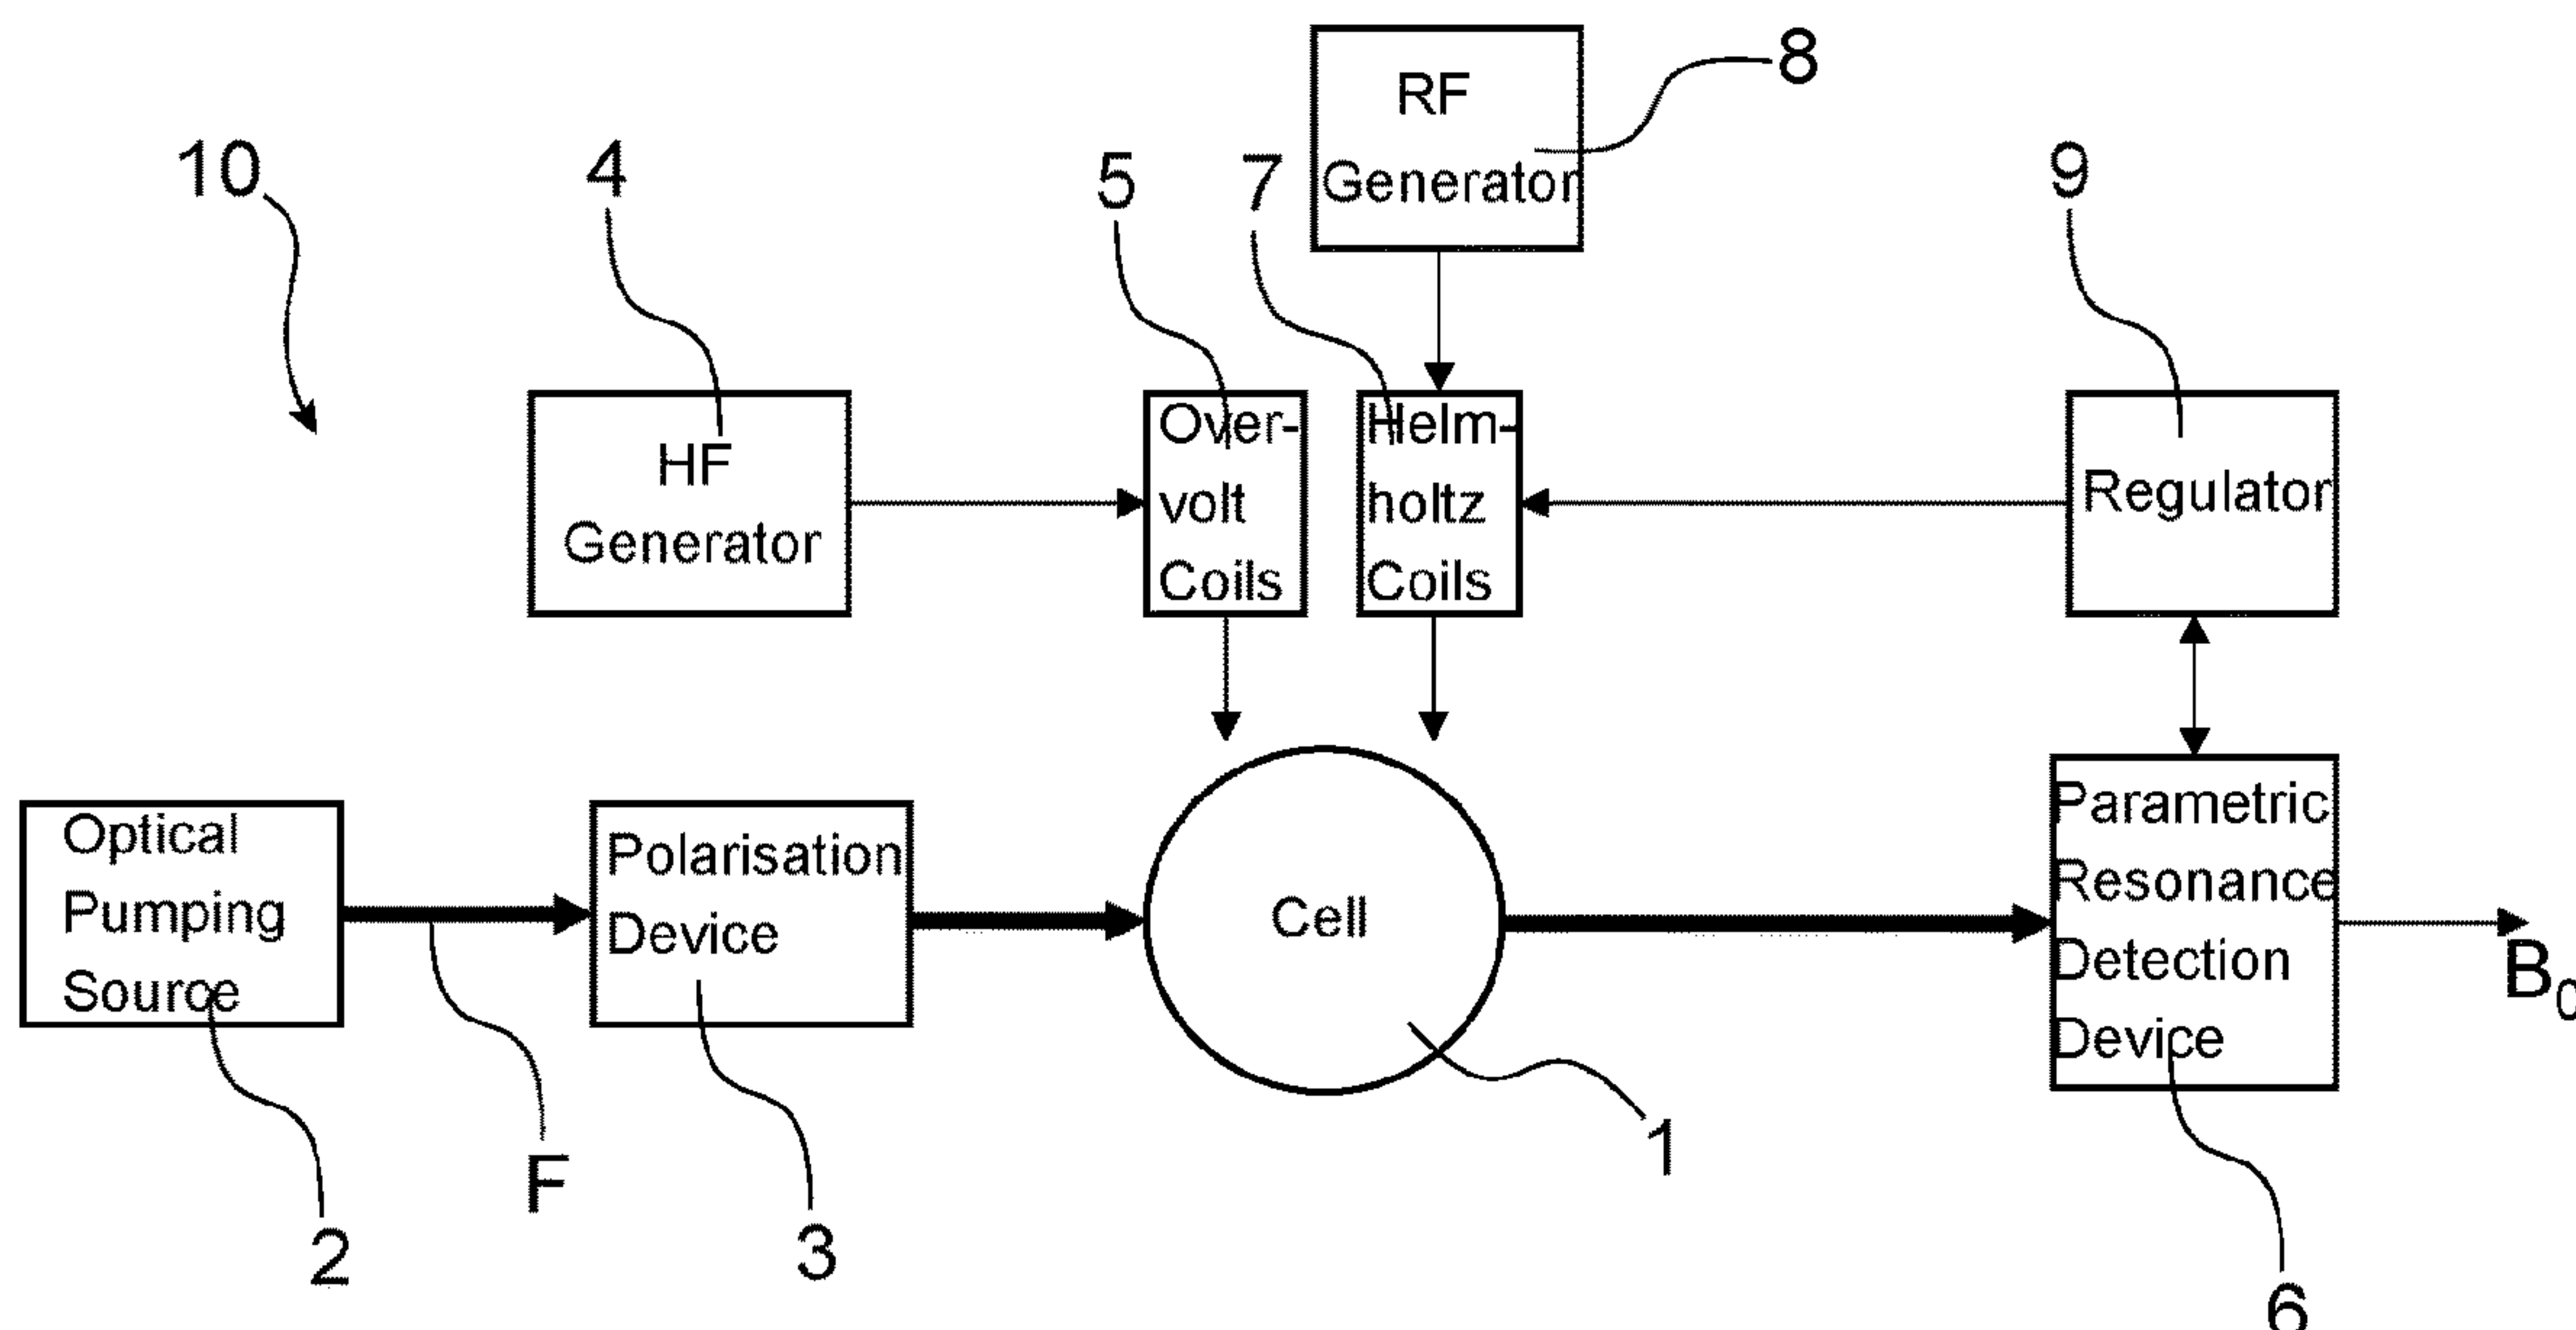 8
RF
Generator
10
4
5
7
9
HF
Generator
Over-
volt
Coils
Helm-
holtz
Coils
Regulator
Optical
Pumping
Source
Polarisation
Device
Cell
Parametric
Resonance
Detection
Device
B0
F
1
2
3
6